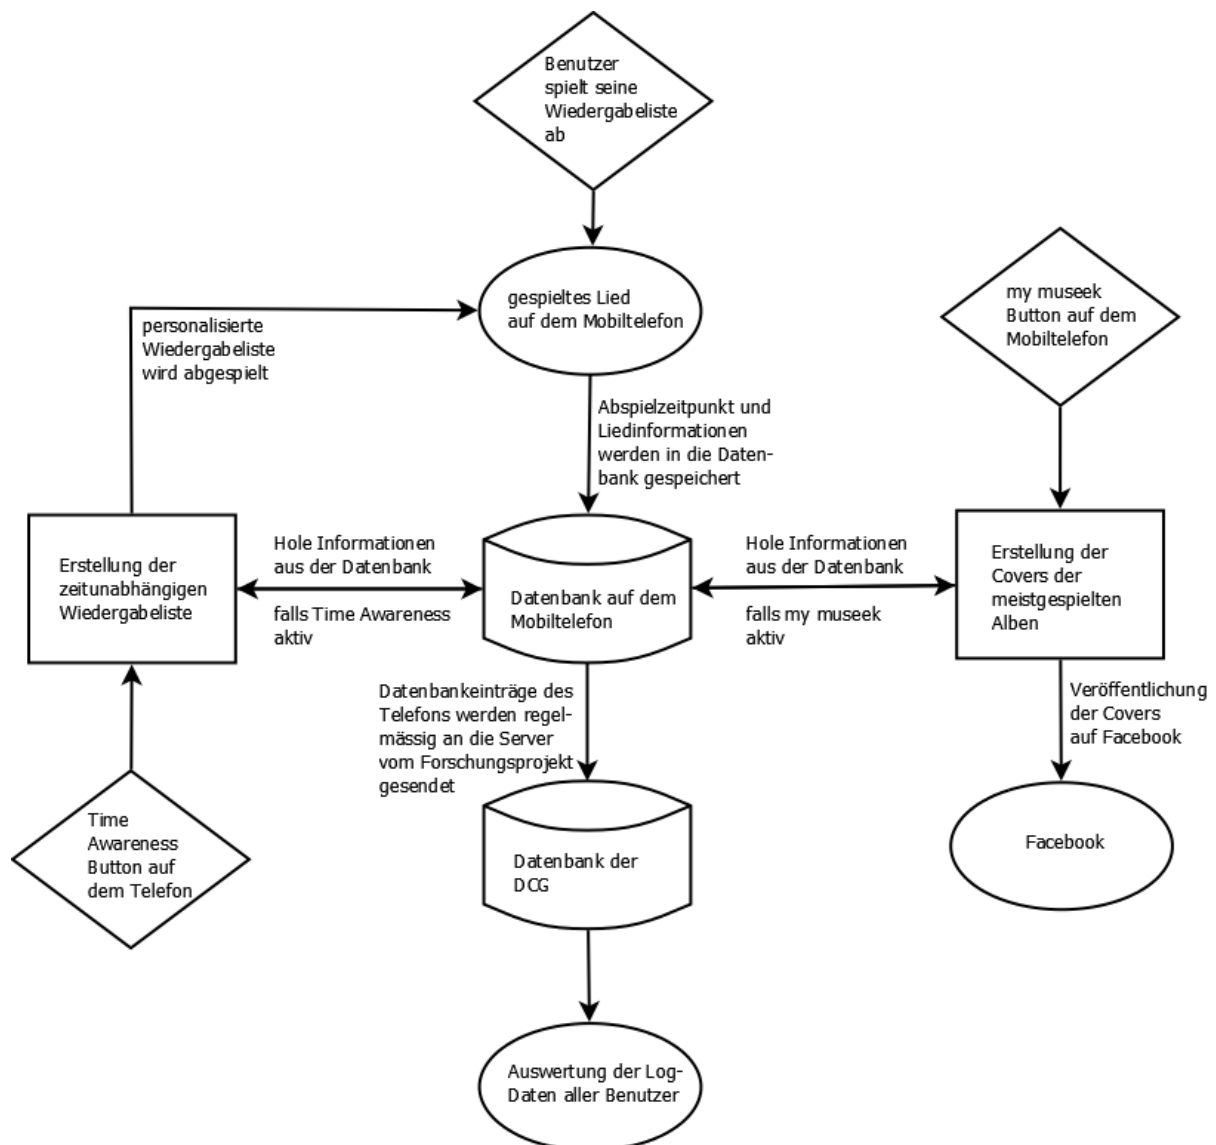 Benutzer
spielt seine
Wiedergabeliste
ab
gespieltes Lied
auf dem Mobiltelefon
my museek
Button auf dem
Mobiltelefon
personalisierte
Wiedergabeliste
wird abgespielt
Abspielzeitpunkt und
Liedinformationen
werden in die Daten-
bank gespeichert
Erstellung der
zeitunabhängigen
Wiedergabeliste
Hole Informationen
aus der Datenbank
falls Time Awareness
aktiv
Datenbank auf dem
Mobiltelefon
Hole Informationen
aus der Datenbank
falls my museek
aktiv
Erstellung der
Covers der
meistgespielten
Alben
Datenbankeinträge des
Telefons werden regel-
mässig an die Server
vom Forschungsprojekt
gesendet
Veröffentlichung
der Covers
auf Facebook
Time
Awareness
Button auf
dem Telefon
Datenbank der
DCG
Facebook
Auswertung der Log-
Daten aller Benutzer